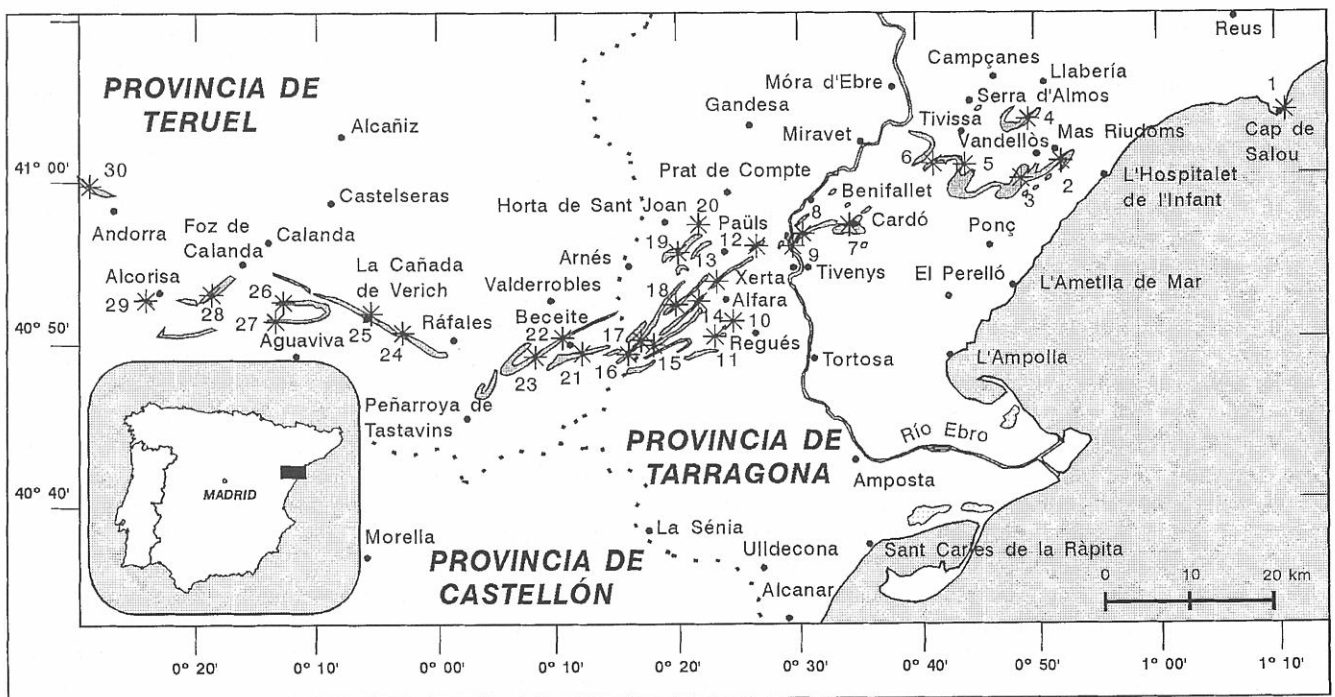 Reus
Campçanes
Llabería
Móra d'Ebre
Serra d'Almos
1
PROVINCIA DE
TERUEL
Gandesa
4
Tivissa
Mas Riudoms
Cap de
Salou
Alcañiz
Miravet
Vandellòs
6
5
3
2
41° 00'
30
Prat de Compte
L'Hospitalet
de l'Infant
Castelseras
Benifallet
8
Horta de Sant Joan
20
Paüls
Cardó
Andorra
Foz de
Calanda
Calanda
19
12
7ª
Ponç
Arnés
13
9
Tivenys
Alcorisa
La Cañada
de Verich
Valderrobles
Xerta
El Perelló
L'Ametlla de Mar
29
28
26
18
Alfara
Beceite
14
10
40° 50'
27
25
Ráfales
22
17
Regués
Aguaviva
24
23
21
16
15
11
Tortosa
L'Ampolla
Peñarroya de
Tastavins
PROVINCIA DE
TARRAGONA
Río Ebro
MADRID
Amposta
40° 40'
Morella
La Sénia
Ulldecona
Sant Carles de la Ràpita
PROVINCIA DE
CASTELLÓN
Alcanar
0 10 20 km
0° 20' 0° 10' 0° 00' 0° 10' 0° 20' 0° 30' 0° 40' 0° 50' 1° 00' 1° 10'